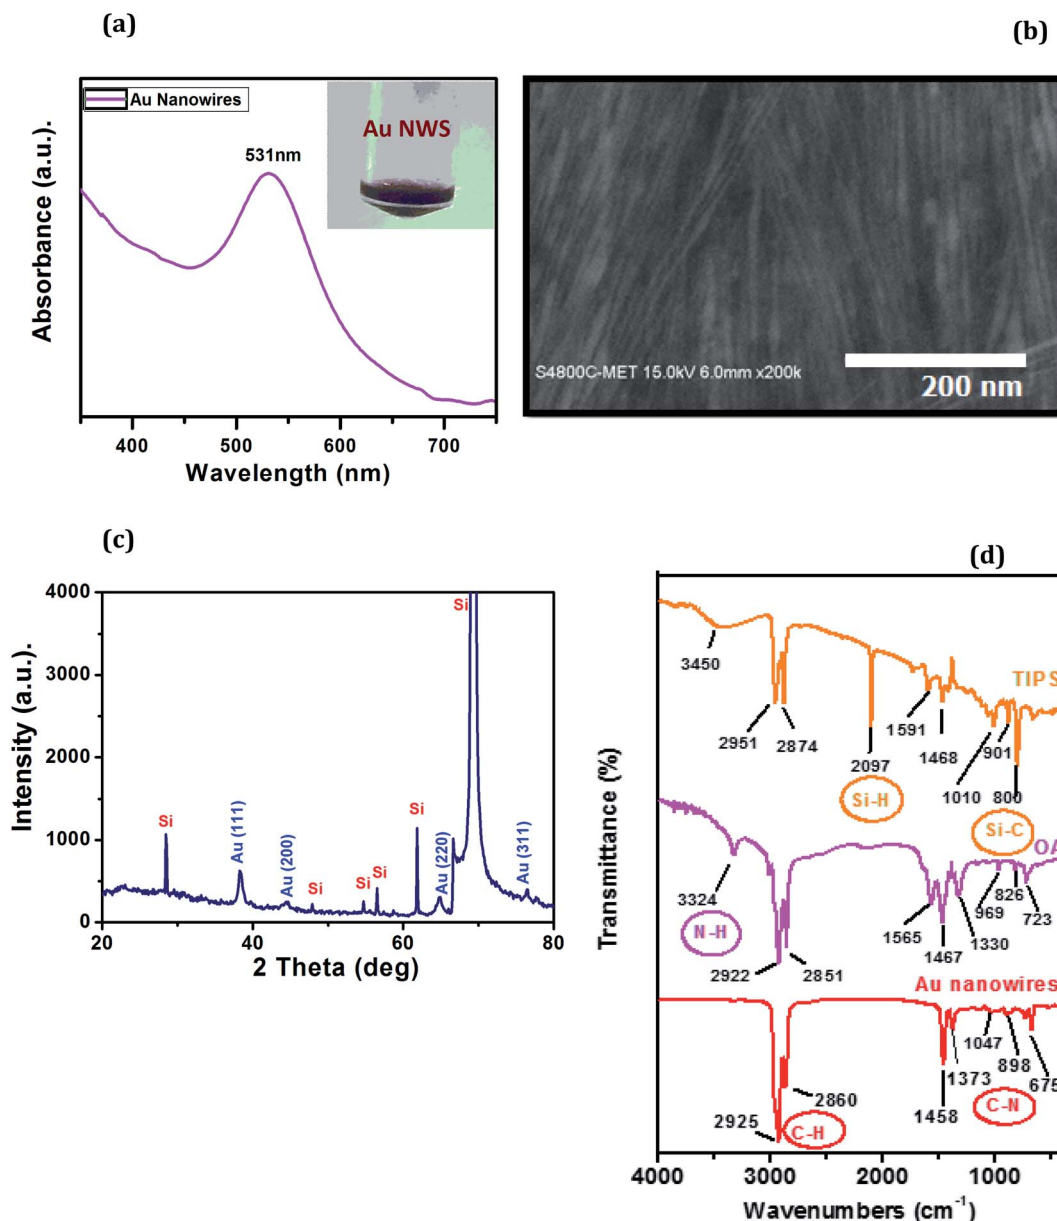 (a)
Au Nanowires
Au NWS
531nm
Absorbance (a.u.).
400 500 600 700
Wavelength (nm)
(b)
S4800C-MET 15.0kV 6.0mm x200k
200 nm
(c)
4000
3000
2000
1000
0
Intensity (a.u.).
Si
Si
Au (111)
Au (200)
Si
Si
Si
Si
Au (220)
Au (311)
20 40 60 80
2 Theta (deg)
(d)
Transmittance (%)
3450
TIPS
2951 2874
2097
1591
1468
1010
901
800
Si-H
Si-C
OA
3324
N-H
2922 2851
1565
1467
1330
969
826
723
Au nanowires
2925
2860
C-H
1458
1373
1047
898
675
C-N
4000 3000 2000 1000
Wavenumbers (cm⁻¹)